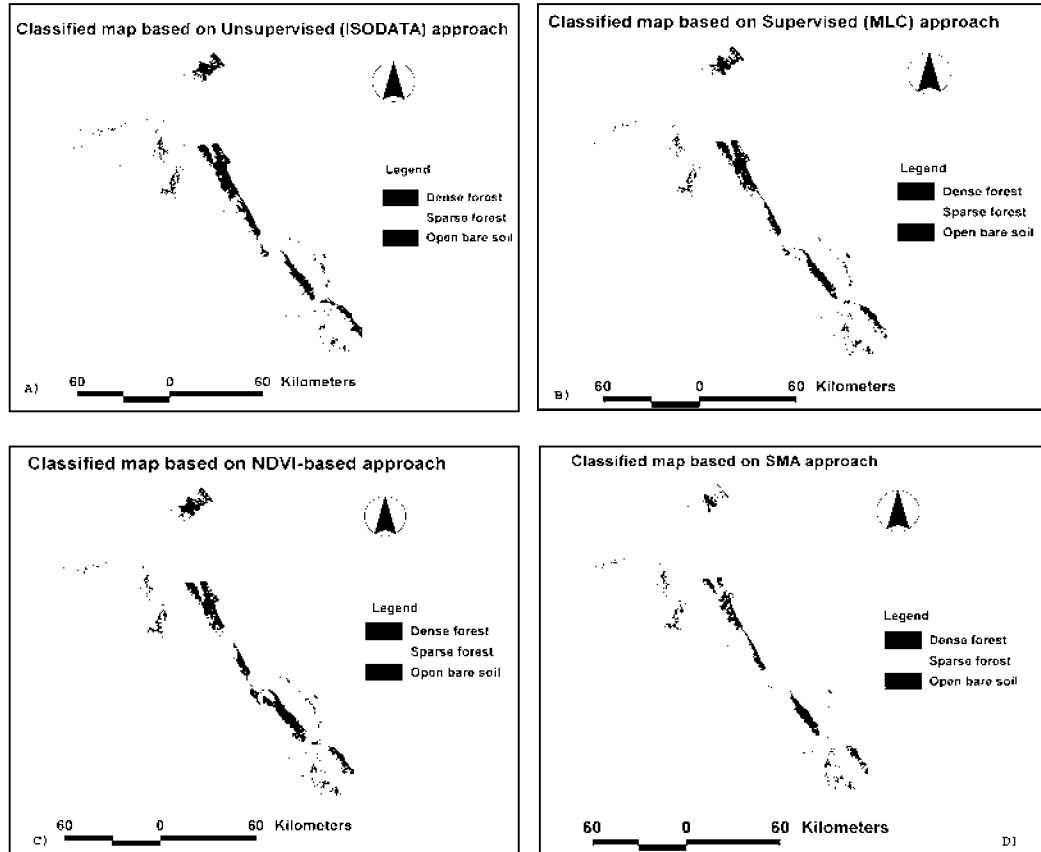 Classified map based on Unsupervised (ISODATA) approach
Legend
Dense forest
Sparse forest
Open bare soil
60 0 60 Kilometers
A)
Classified map based on Supervised (MLC) approach
Legend
Dense forest
Sparse forest
Open bare soil
60 0 60 Kilometers
B)
Classified map based on NDVI-based approach
Legend
Dense forest
Sparse forest
Open bare soil
60 0 60 Kilometers
C)
Classified map based on SMA approach
Legend
Dense forest
Sparse forest
Open bare soil
60 0 60 Kilometers
D)